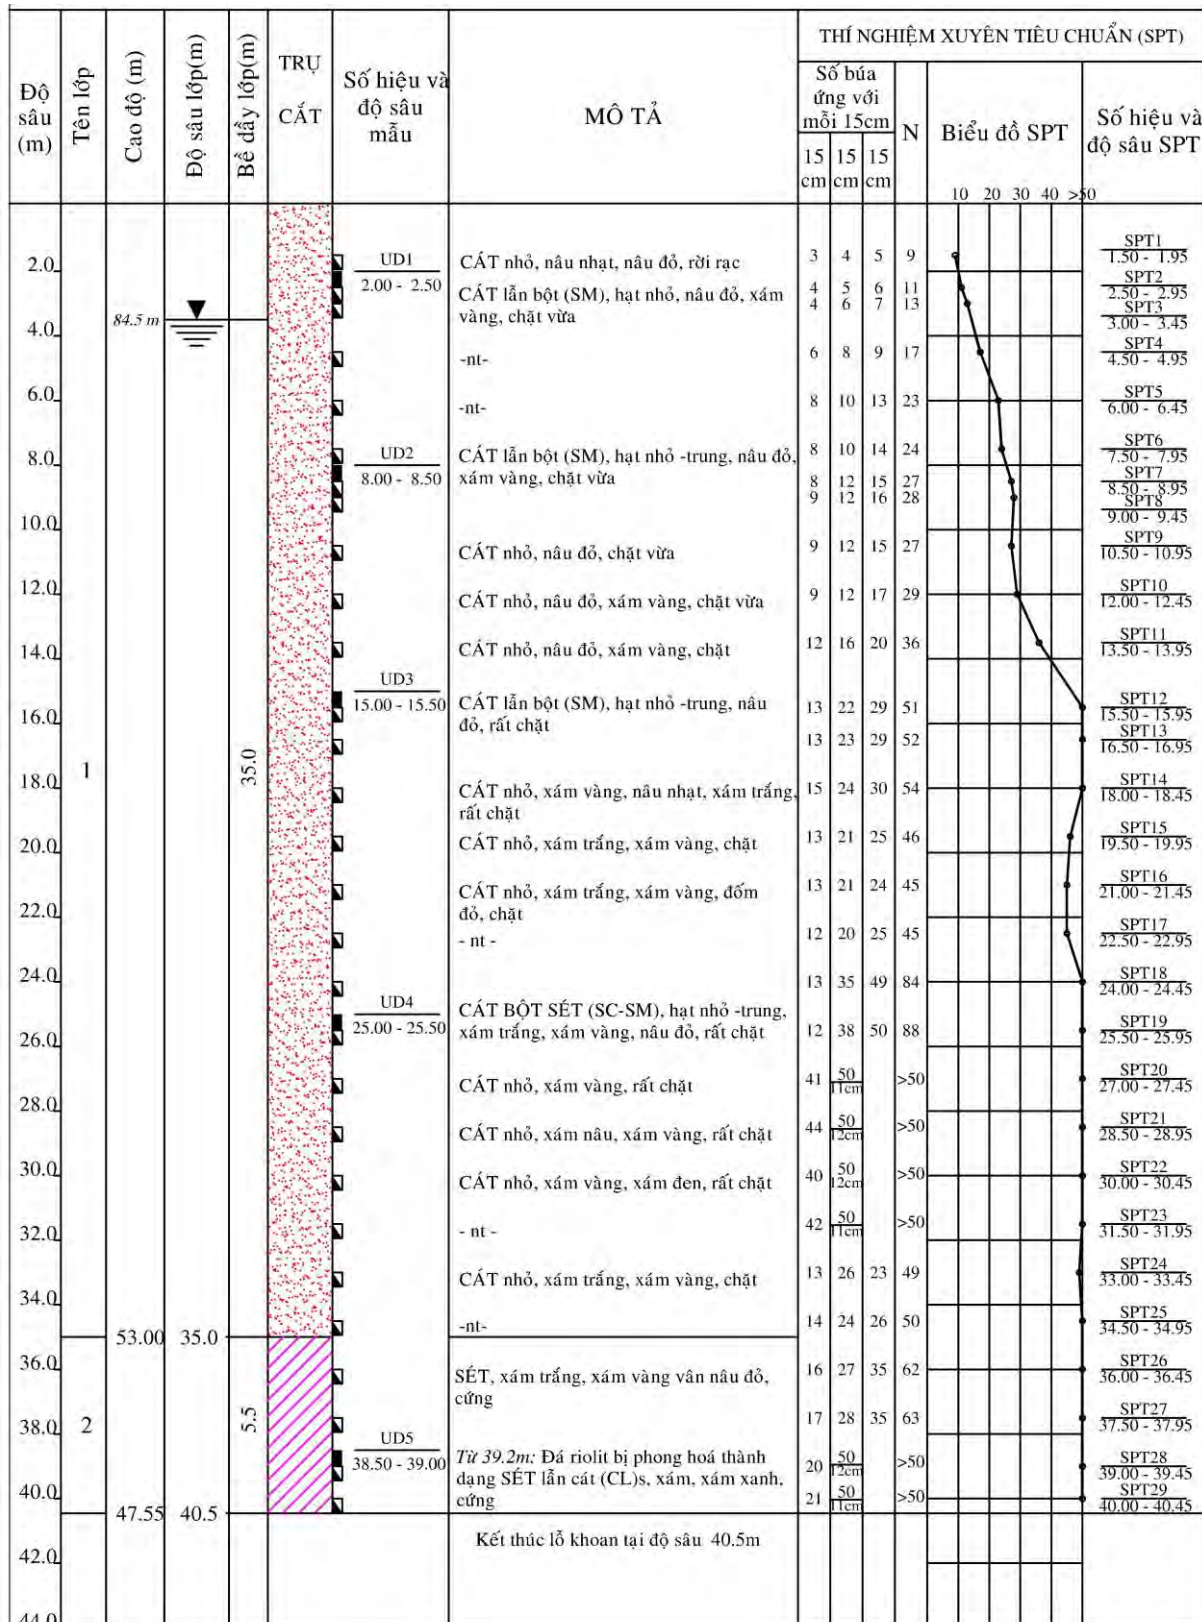 THÍ NGHIỆM XUYÊN TIÊU CHUẨN (SPT)
Độ sâu (m)
Tên lớp
Cao độ (m)
Độ sâu lớp(m)
Bề dầy lớp(m)
TRỤ CẮT
Số hiệu và độ sâu mẫu
MÔ TẢ
Số búa ứng với mỗi 15cm
15 cm
15 cm
15 cm
N
Biểu đồ SPT
Số hiệu và độ sâu SPT
10 20 30 40 >50
SPT1
CÁT nhỏ, nâu nhạt, nâu đỏ, rời rạc 3 4 5 9 1.50 - 1.95
2.0 UD1
2.00 - 2.50
SPT2
CÁT lẫn bột (SM), hạt nhỏ, nâu đỏ, xám 4 5 6 11 2.50 - 2.95
vàng, chặt vừa 4 6 7 13 SPT3
3.00 - 3.45
84.5 m
4.0
SPT4
-nt- 6 8 9 17 4.50 - 4.95
6.0 -nt- 8 10 13 23 SPT5
6.00 - 6.45
UD2 CÁT lẫn bột (SM), hạt nhỏ -trung, nâu đỏ, 8 10 14 24 SPT6
7.50 - 7.95
8.0
8.00 - 8.50 xám vàng, chặt vừa 8 12 15 27 SPT7
8.50 - 8.95
9 12 16 28 SPT8
9.00 - 9.45
10.0
CÁT nhỏ, nâu đỏ, chặt vừa 9 12 15 27 SPT9
10.50 - 10.95
12.0 CÁT nhỏ, nâu đỏ, xám vàng, chặt vừa 9 12 17 29 SPT10
12.00 - 12.45
14.0 CÁT nhỏ, nâu đỏ, xám vàng, chặt 12 16 20 36 SPT11
13.50 - 13.95
UD3
15.00 - 15.50 CÁT lẫn bột (SM), hạt nhỏ -trung, nâu 13 22 29 51 SPT12
16.0 đỏ, rất chặt 15.50 - 15.95
13 23 29 52 SPT13
16.50 - 16.95
1 35.0
18.0 CÁT nhỏ, xám vàng, nâu nhạt, xám trắng, 15 24 30 54 SPT14
rất chặt 18.00 - 18.45
20.0 CÁT nhỏ, xám trắng, xám vàng, chặt 13 21 25 46 SPT15
19.50 - 19.95
CÁT nhỏ, xám trắng, xám vàng, đốm 13 21 24 45 SPT16
22.0 đỏ, chặt 21.00 - 21.45
- nt - 12 20 25 45 SPT17
22.50 - 22.95
24.0 13 35 49 84 SPT18
24.00 - 24.45
UD4 CÁT BỘT SÉT (SC-SM), hạt nhỏ -trung,
25.00 - 25.50 xám trắng, xám vàng, nâu đỏ, rất chặt 12 38 50 88 SPT19
26.0 25.50 - 25.95
CÁT nhỏ, xám vàng, rất chặt 41 50 >50 SPT20
28.0 11cm 27.00 - 27.45
CÁT nhỏ, xám nâu, xám vàng, rất chặt 44 50 >50 SPT21
12cm 28.50 - 28.95
30.0 CÁT nhỏ, xám vàng, xám đen, rất chặt 40 50 >50 SPT22
12cm 30.00 - 30.45
32.0 - nt - 42 50 >50 SPT23
11cm 31.50 - 31.95
CÁT nhỏ, xám trắng, xám vàng, chặt 13 26 23 49 SPT24
34.0 33.00 - 33.45
-nt- 14 24 26 50 SPT25
34.50 - 34.95
53.00 35.0
36.0 SÉT, xám trắng, xám vàng vân nâu đỏ, 16 27 35 62 SPT26
cứng 36.00 - 36.45
2 5.5 17 28 35 63 SPT27
37.50 - 37.95
38.0 UD5
38.50 - 39.00 Từ 39.2m: Đá riolit bị phong hoá thành 20 50 >50 SPT28
dạng SÉT lẫn cát (CL)s, xám, xám xanh, 12cm 39.00 - 39.45
40.0 cứng 21 50 >50 SPT29
11cm 40.00 - 40.45
47.55 40.5
Kết thúc lỗ khoan tại độ sâu 40.5m
42.0
44.0